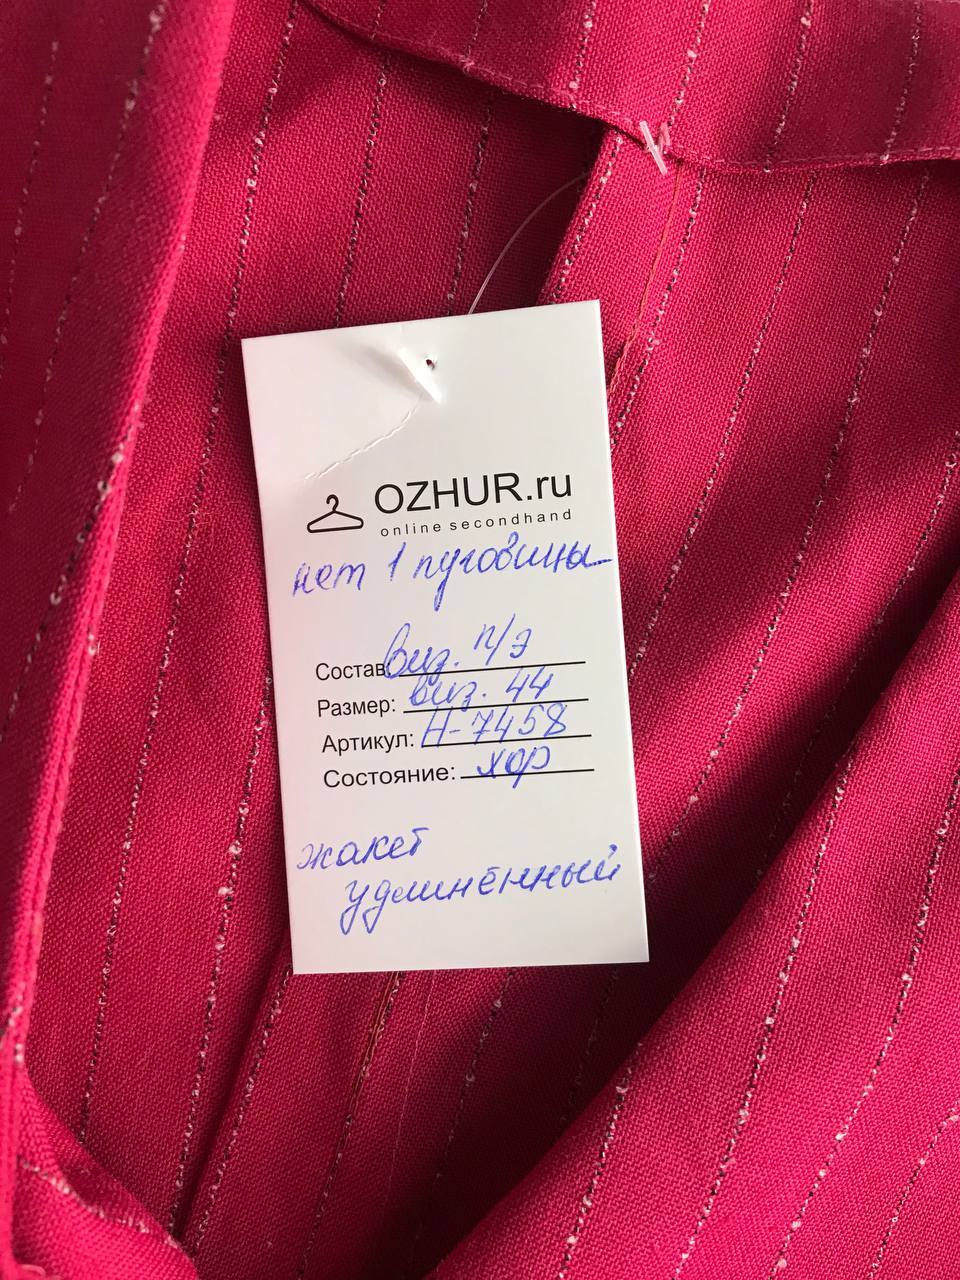 OZHUR.ru
online secondhand
нет 1 пуговицы
Состав виз. п/э
Размер: виз. 44
Артикул: Н-7458
Состояние: хор
жакет
удлинённый